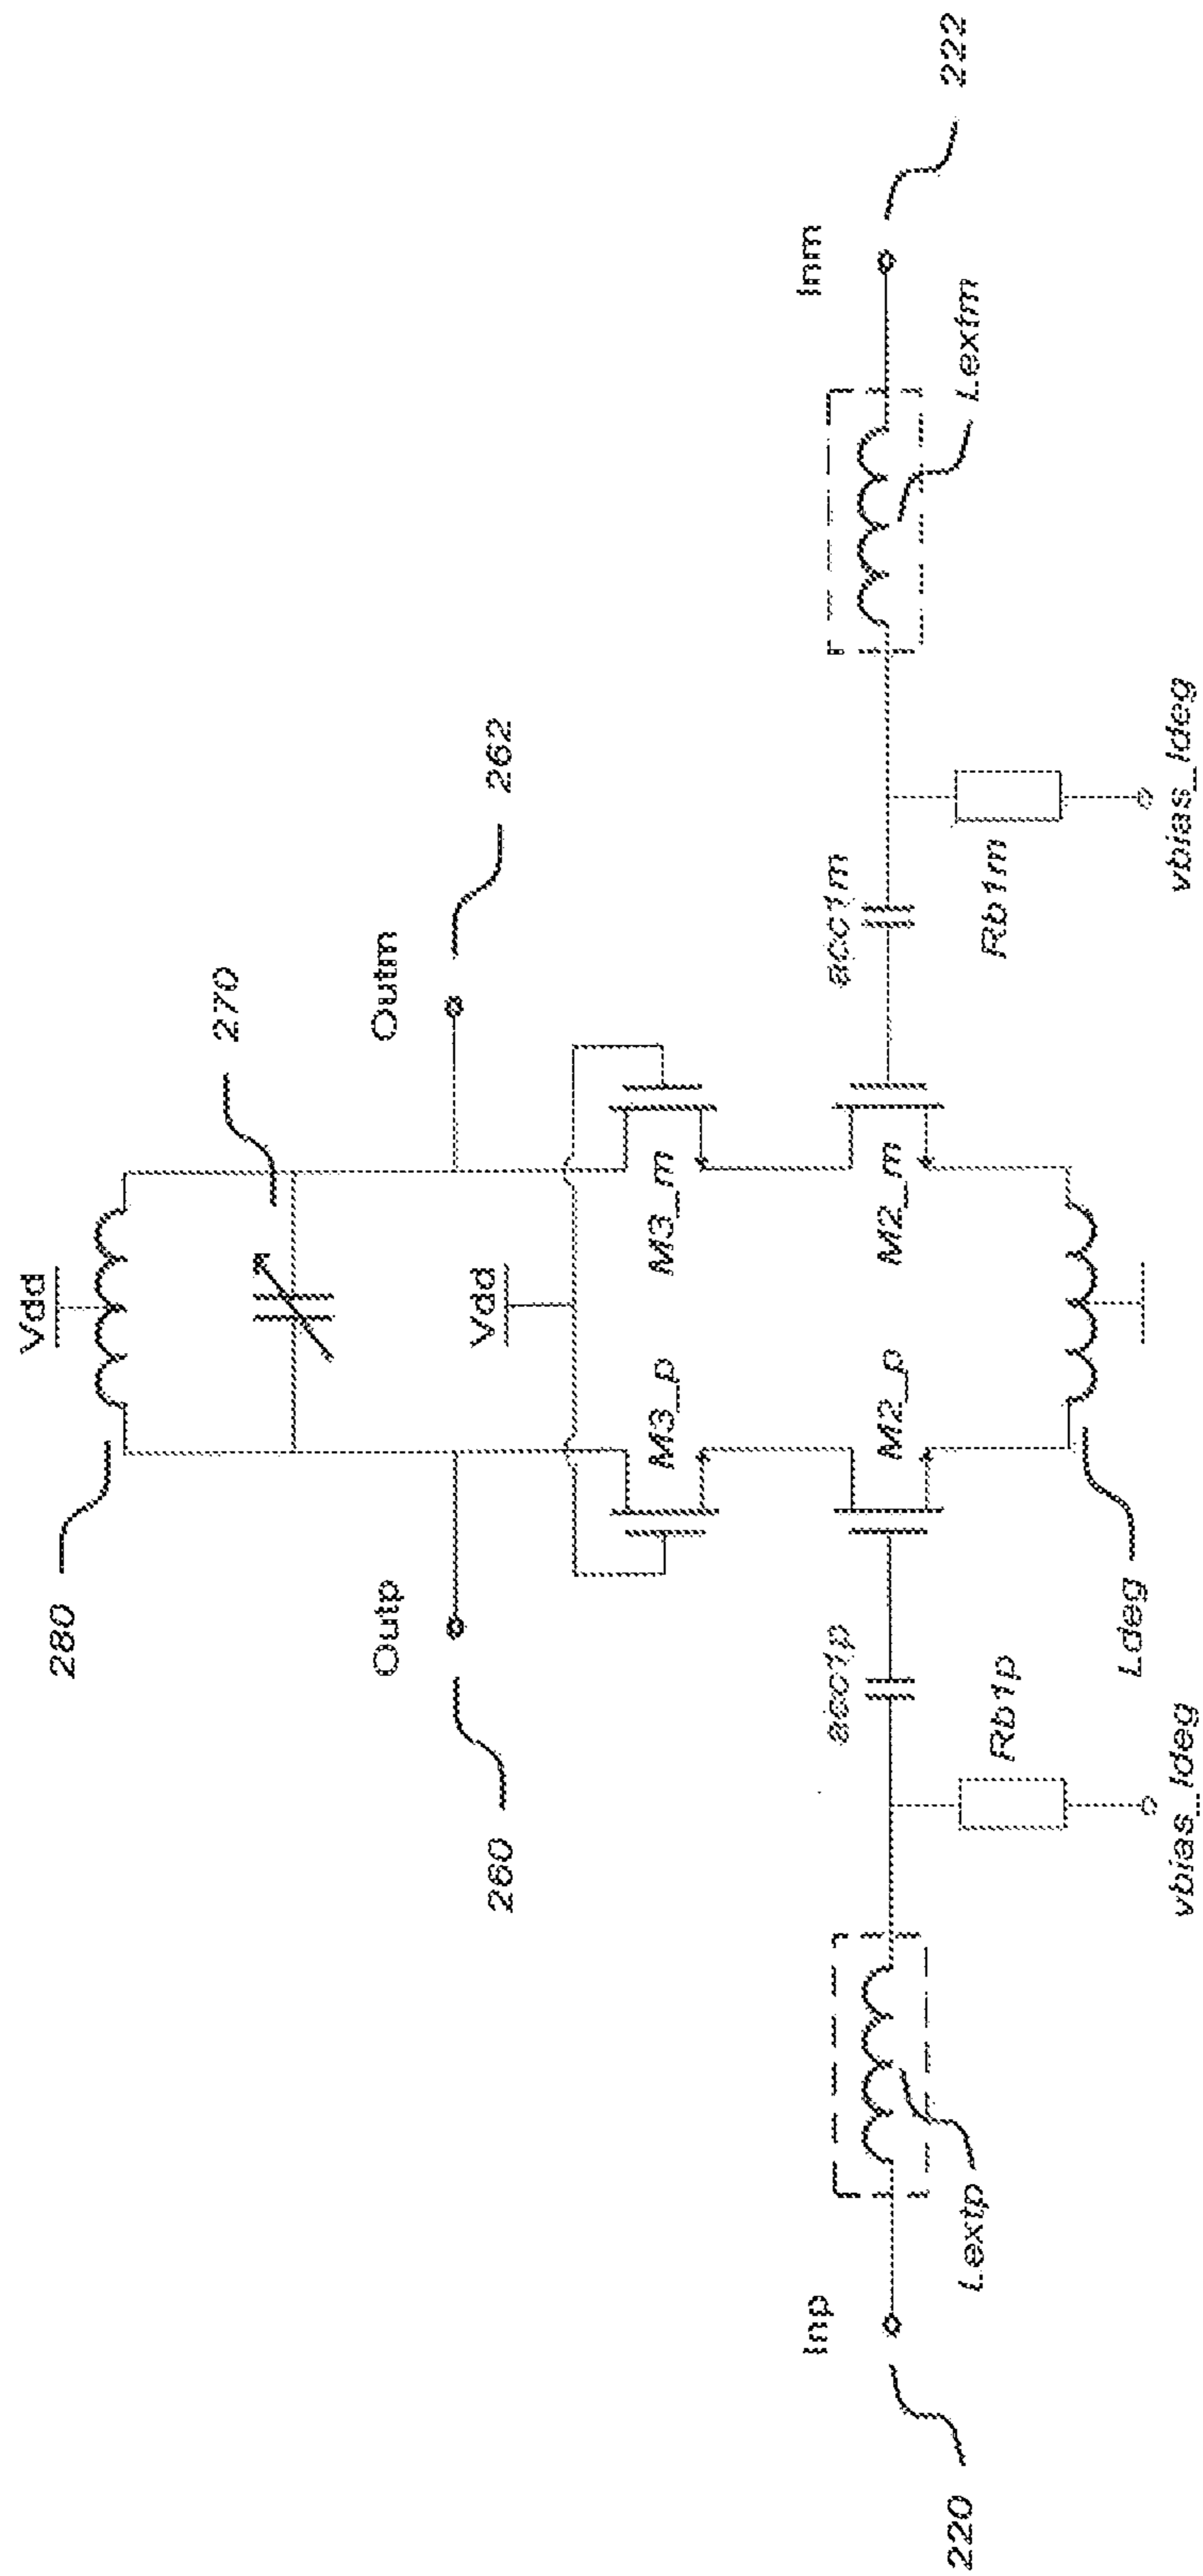 280
Vdd
270
Outp
260
Vdd
Outm
262
M3_p
M3_m
Inp
220
Lextp
acc1p
Rb1p
vbias_ldeg
M2_p
M2_m
Ldeg
acc1m
Rb1m
vbias_ldeg
Lextm
Inm
222